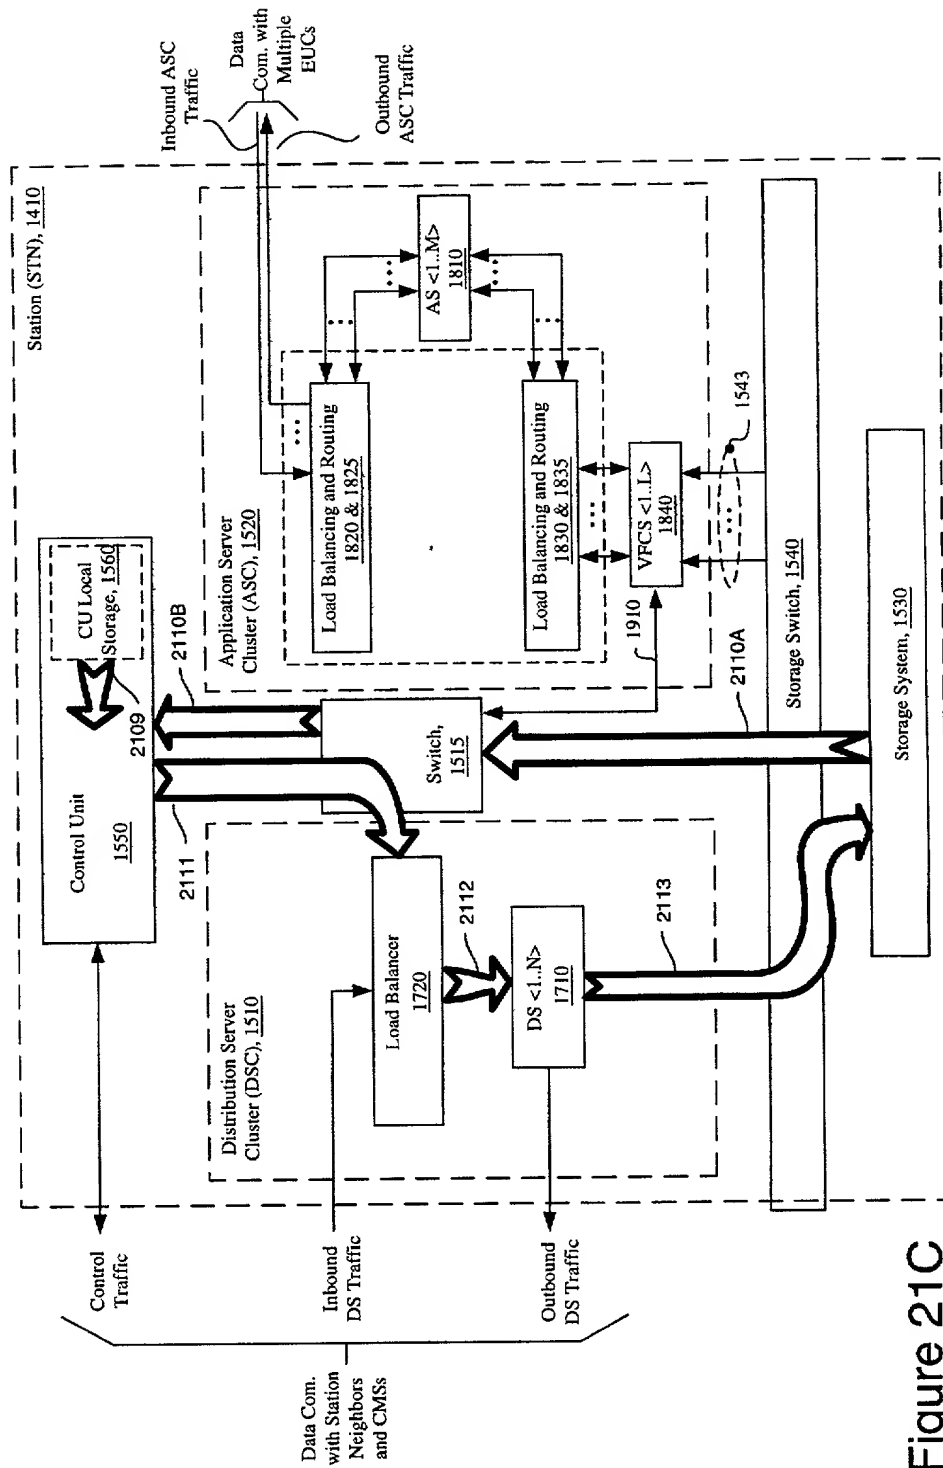 Control
Traffic
Data Com.
with Station
Neighbors
and CMSs
Inbound
DS Traffic
Outbound
DS Traffic
Station (STN), 1410
Control Unit
1550
CU Local
Storage, 1560
2109
2111
2110B
Distribution Server
Cluster (DSC), 1510
Load Balancer
1720
2112
DS <1..N>
1710
2113
Switch,
1515
1910
2110A
Application Server
Cluster (ASC), 1520
Load Balancing and Routing
1820 & 1825
...
AS <1..M>
1810
Load Balancing and Routing
1830 & 1835
...
VFCS <1..L>
1840
1543
Storage Switch, 1540
Storage System, 1530
Inbound ASC
Traffic
Data
Com. with
Multiple
EUCs
Outbound
ASC Traffic
Figure 21C